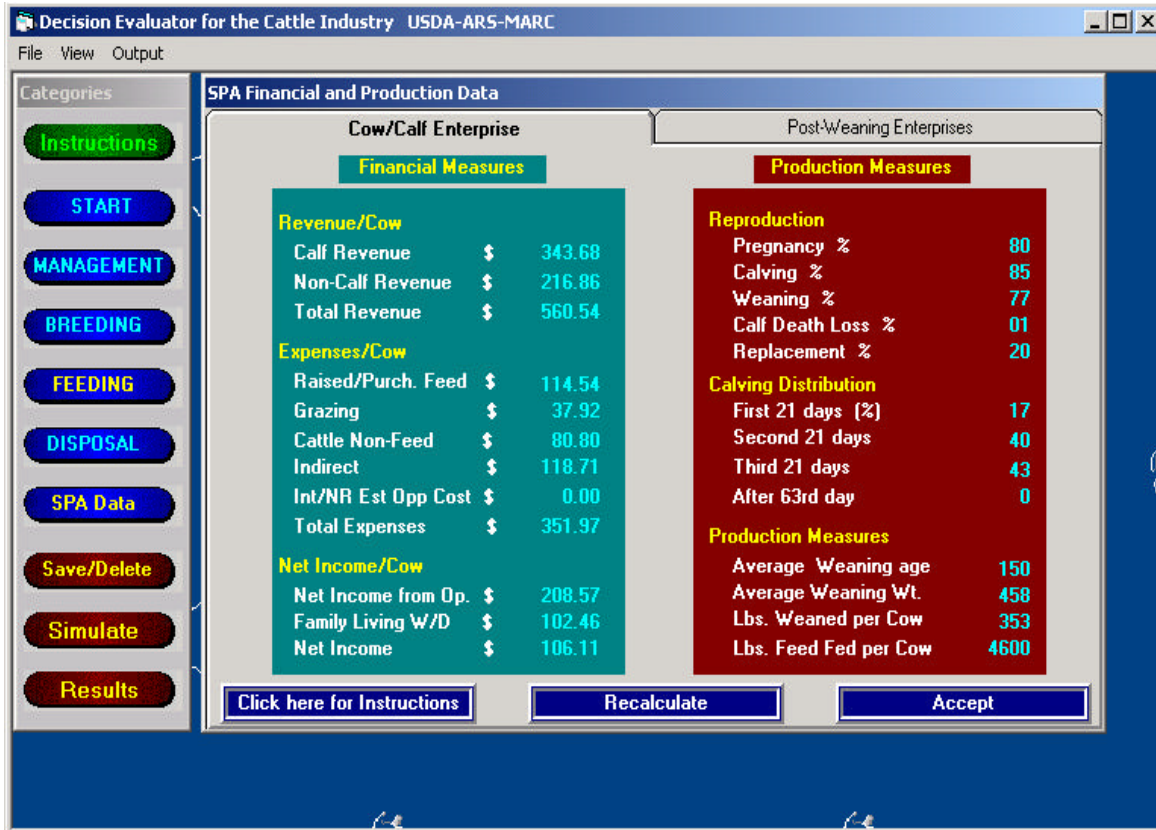 Decision Evaluator for the Cattle Industry USDA-ARS-MARC
File View Output
Categories
Instructions
START
MANAGEMENT
BREEDING
FEEDING
DISPOSAL
SPA Data
Save/Delete
Simulate
Results
SPA Financial and Production Data
Cow/Calf Enterprise
Post-Weaning Enterprises
Financial Measures
Revenue/Cow
Calf Revenue $ 343.68
Non-Calf Revenue $ 216.86
Total Revenue $ 560.54
Expenses/Cow
Raised/Purch. Feed $ 114.54
Grazing $ 37.92
Cattle Non-Feed $ 80.80
Indirect $ 118.71
Int/NR Est Opp Cost $ 0.00
Total Expenses $ 351.97
Net Income/Cow
Net Income from Op. $ 208.57
Family Living W/D $ 102.46
Net Income $ 106.11
Production Measures
Reproduction
Pregnancy % 80
Calving % 85
Weaning % 77
Calf Death Loss % 01
Replacement % 20
Calving Distribution
First 21 days (%) 17
Second 21 days 40
Third 21 days 43
After 63rd day 0
Production Measures
Average Weaning age 150
Average Weaning Wt. 458
Lbs. Weaned per Cow 353
Lbs. Feed Fed per Cow 4600
Click here for Instructions
Recalculate
Accept